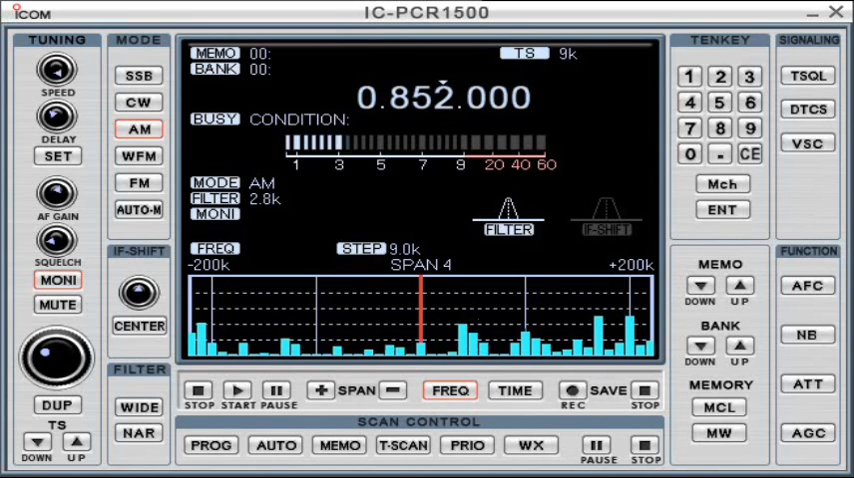 ICOM
IC-PCR1500
TUNING
SPEED
DELAY
SET
AF GAIN
SQUELCH
MONI
MUTE
DUP
TS
DOWN UP
MODE
SSB
CW
AM
WFM
FM
AUTO-M
IF-SHIFT
CENTER
FILTER
WIDE
NAR
MEMO 00: TS 9k
BANK 00:
0.852.000
BUSY CONDITION:
1 3 5 7 9 20 40 60
MODE AM
FILTER 2.8k
MONI
FILTER IF-SHIFT
FREQ STEP 9.0k
-200k SPAN 4 +200k
STOP START PAUSE + SPAN - FREQ TIME REC SAVE STOP
SCAN CONTROL
PROG AUTO MEMO T-SCAN PRIO WX PAUSE STOP
TENKEY
1 2 3
4 5 6
7 8 9
0 . CE
Mch
ENT
MEMO
DOWN UP
BANK
DOWN UP
MEMORY
MCL
MW
SIGNALING
TSQL
DTCS
VSC
FUNCTION
AFC
NB
ATT
AGC